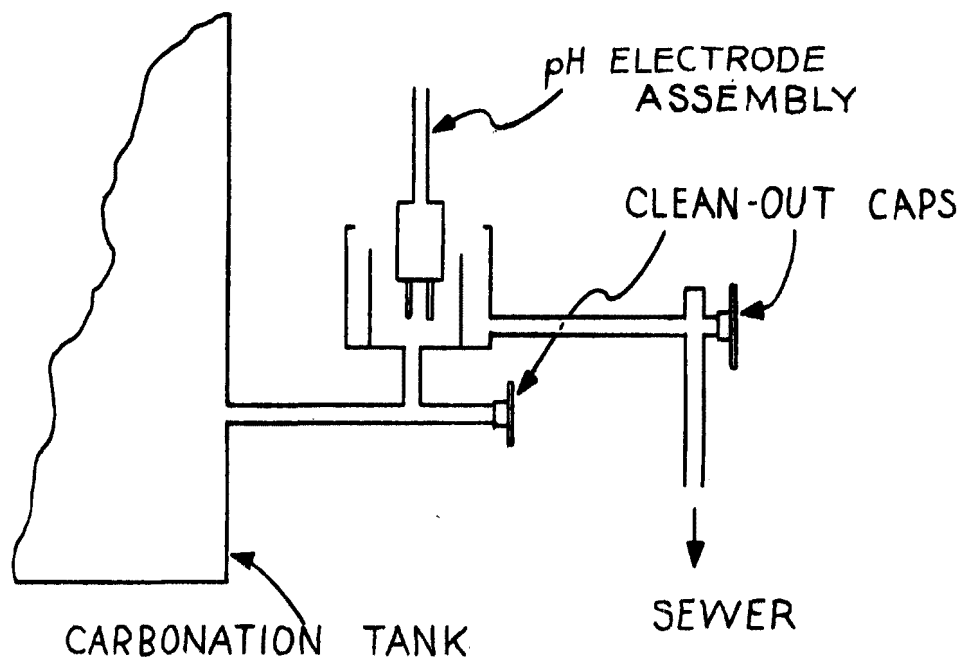 pH ELECTRODE
ASSEMBLY
CLEAN-OUT CAPS
SEWER
CARBONATION TANK